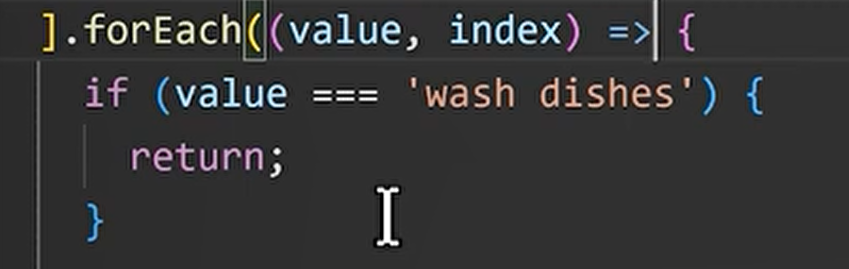 ].forEach((value, index) => {
if (value === 'wash dishes') {
return;
}